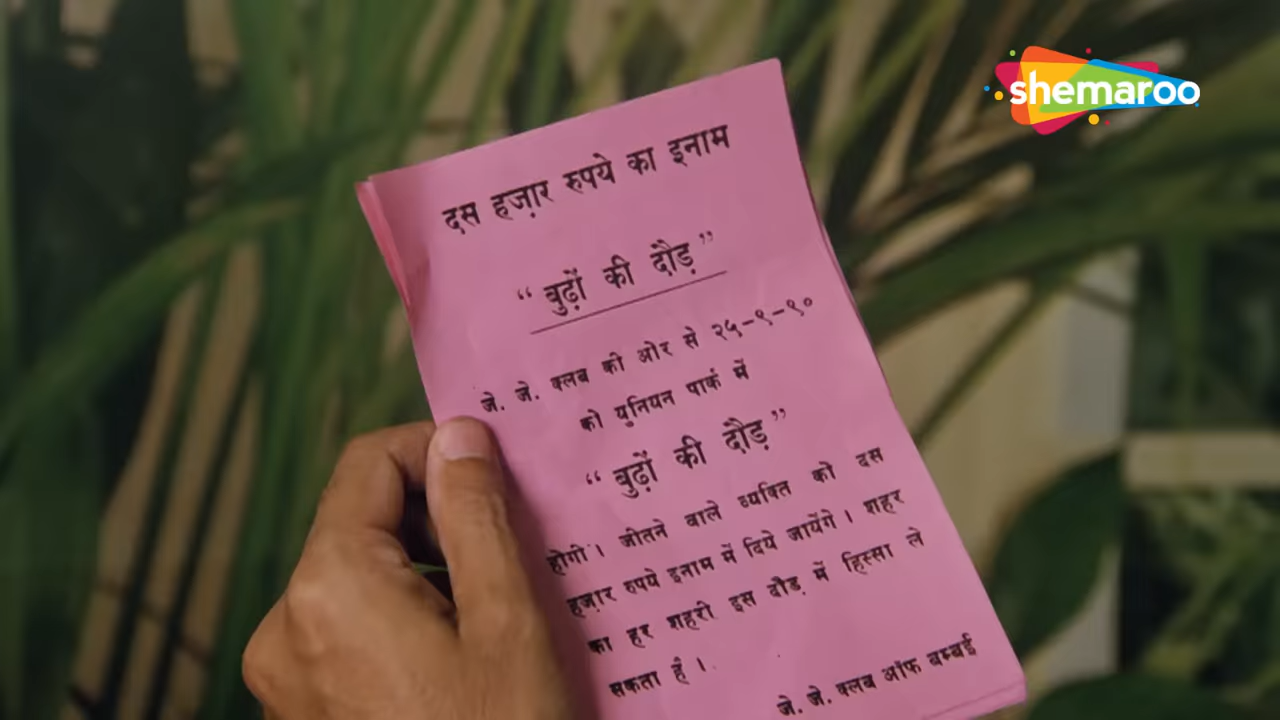 shemaroo
दस हज़ार रुपये का इनाम
“ बुढ़ों की दौड़ ”
जे. जे. क्लब की ओर से २५-९-९०
को युनियन पार्क में
“ बुढ़ों की दौड़ ”
होगी । जीतने वाले व्यक्ति को दस
हज़ार रुपये इनाम में दिये जायेंगे । शहर
का हर शहरी इस दौड़ में हिस्सा ले
सकता है ।
जे. जे. क्लब ऑफ बम्बई